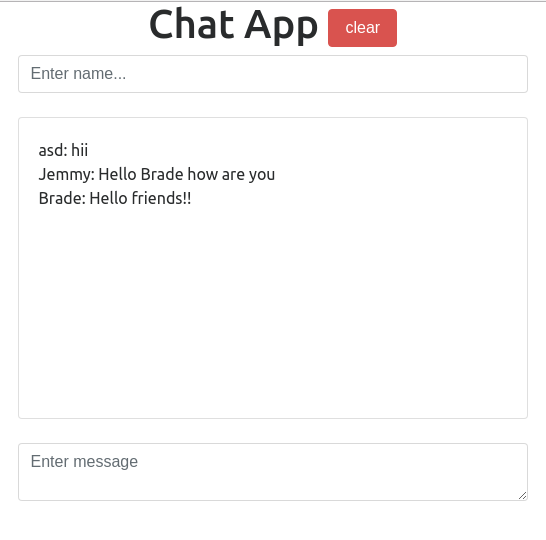 Chat App clear
Enter name...
asd: hii
Jemmy: Hello Brade how are you
Brade: Hello friends!!
Enter message